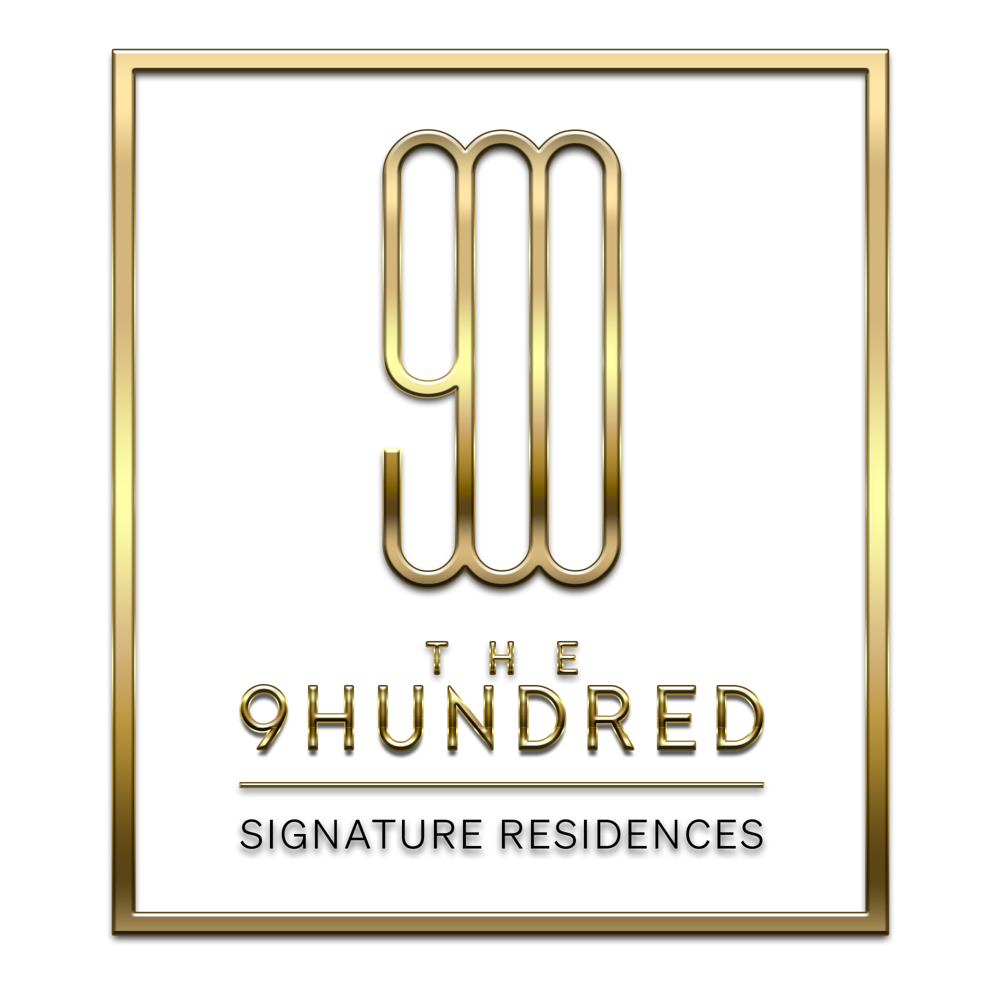 900
THE
9HUNDRED
SIGNATURE RESIDENCES